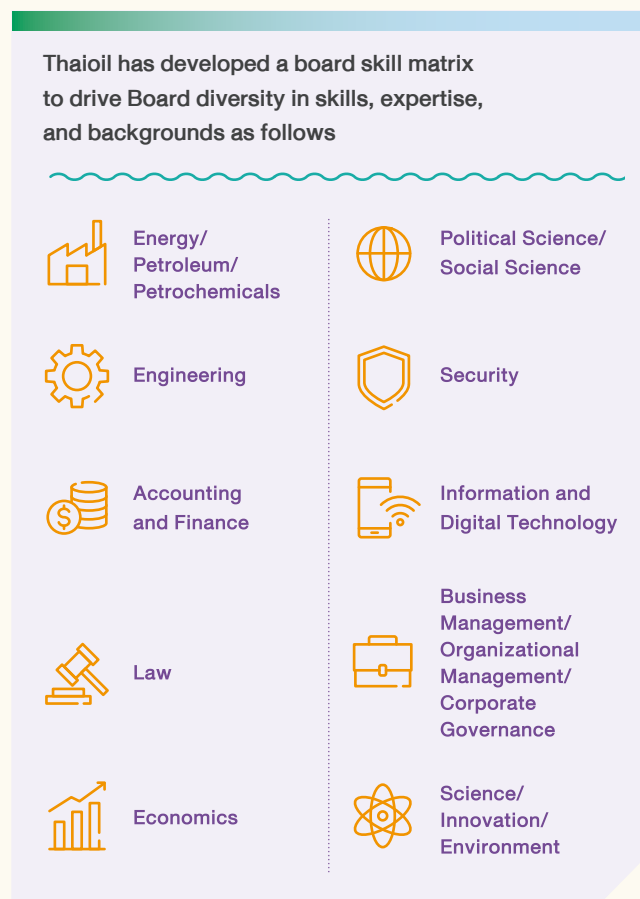 Thaioil has developed a board skill matrix
to drive Board diversity in skills, expertise,
and backgrounds as follows
Energy/
Petroleum/
Petrochemicals
Engineering
Accounting
and Finance
Law
Economics
Political Science/
Social Science
Security
Information and
Digital Technology
Business
Management/
Organizational
Management/
Corporate
Governance
Science/
Innovation/
Environment